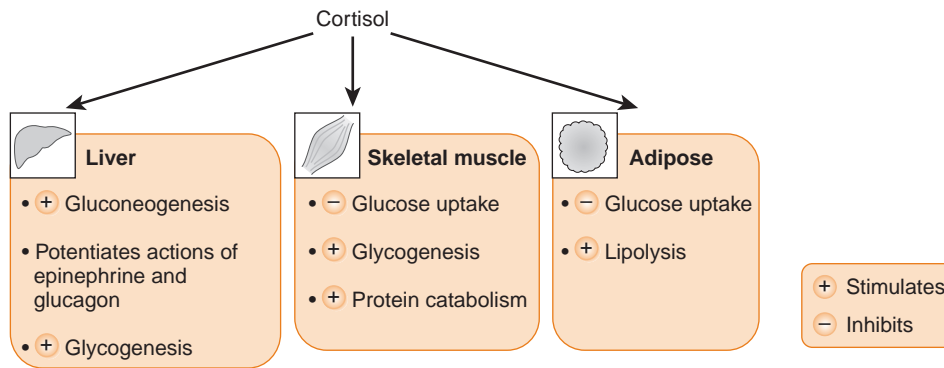 Cortisol
Liver
• + Gluconeogenesis
• Potentiates actions of
epinephrine and
glucagon
• + Glycogenesis
Skeletal muscle
• − Glucose uptake
• + Glycogenesis
• + Protein catabolism
Adipose
• − Glucose uptake
• + Lipolysis
+ Stimulates
− Inhibits